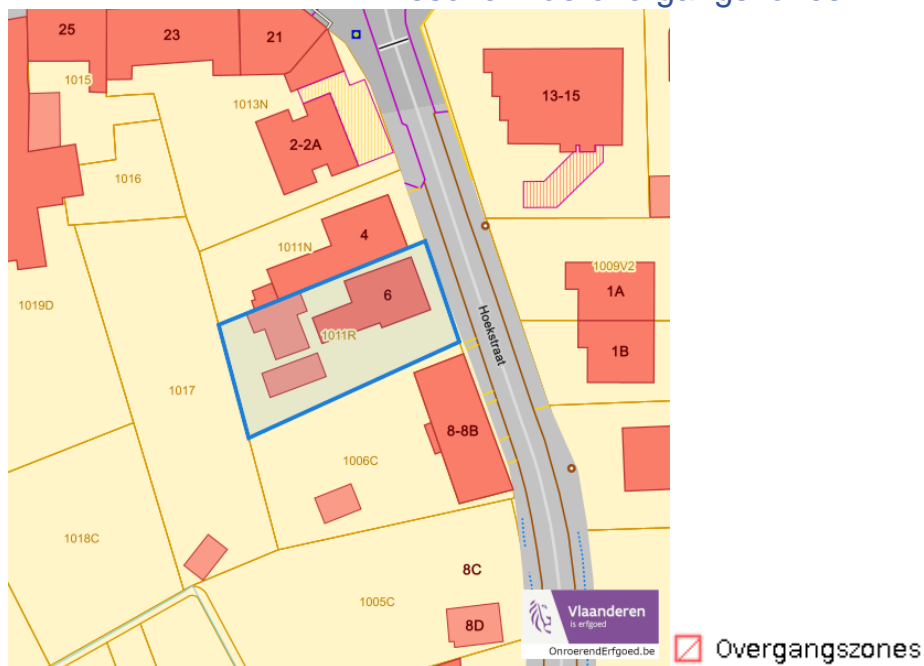 25
23
21
1015
1013N
13-15
2-2A
1016
4
1011N
1009V2
1A
6
1019D
Hoekstraat
1011R
1B
1017
8-8B
1006C
1018C
8C
1005C
8D
Vlaanderen
is erfgoed
OnroerendErfgoed.be
Overgangszones